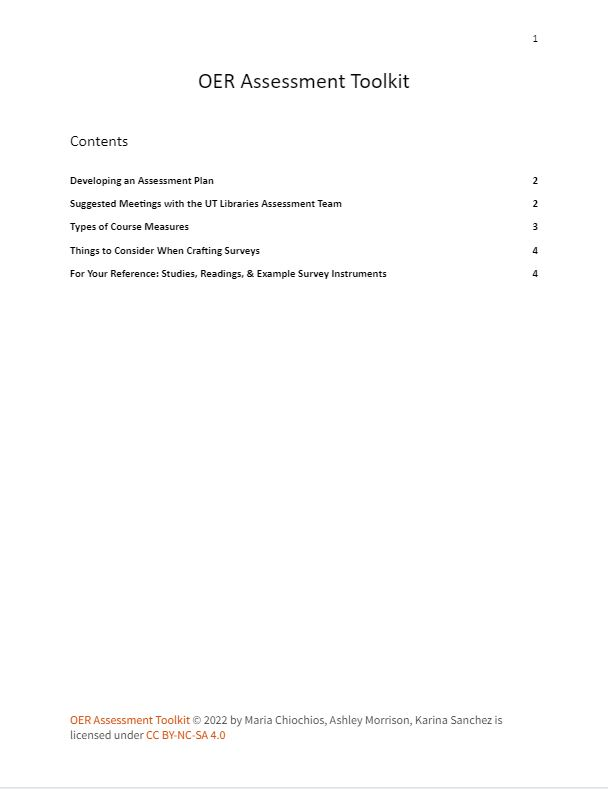 1
OER Assessment Toolkit
Contents
Developing an Assessment Plan 2
Suggested Meetings with the UT Libraries Assessment Team 2
Types of Course Measures 3
Things to Consider When Crafting Surveys 4
For Your Reference: Studies, Readings, & Example Survey Instruments 4
OER Assessment Toolkit © 2022 by Maria Chiochios, Ashley Morrison, Karina Sanchez is
licensed under CC BY-NC-SA 4.0